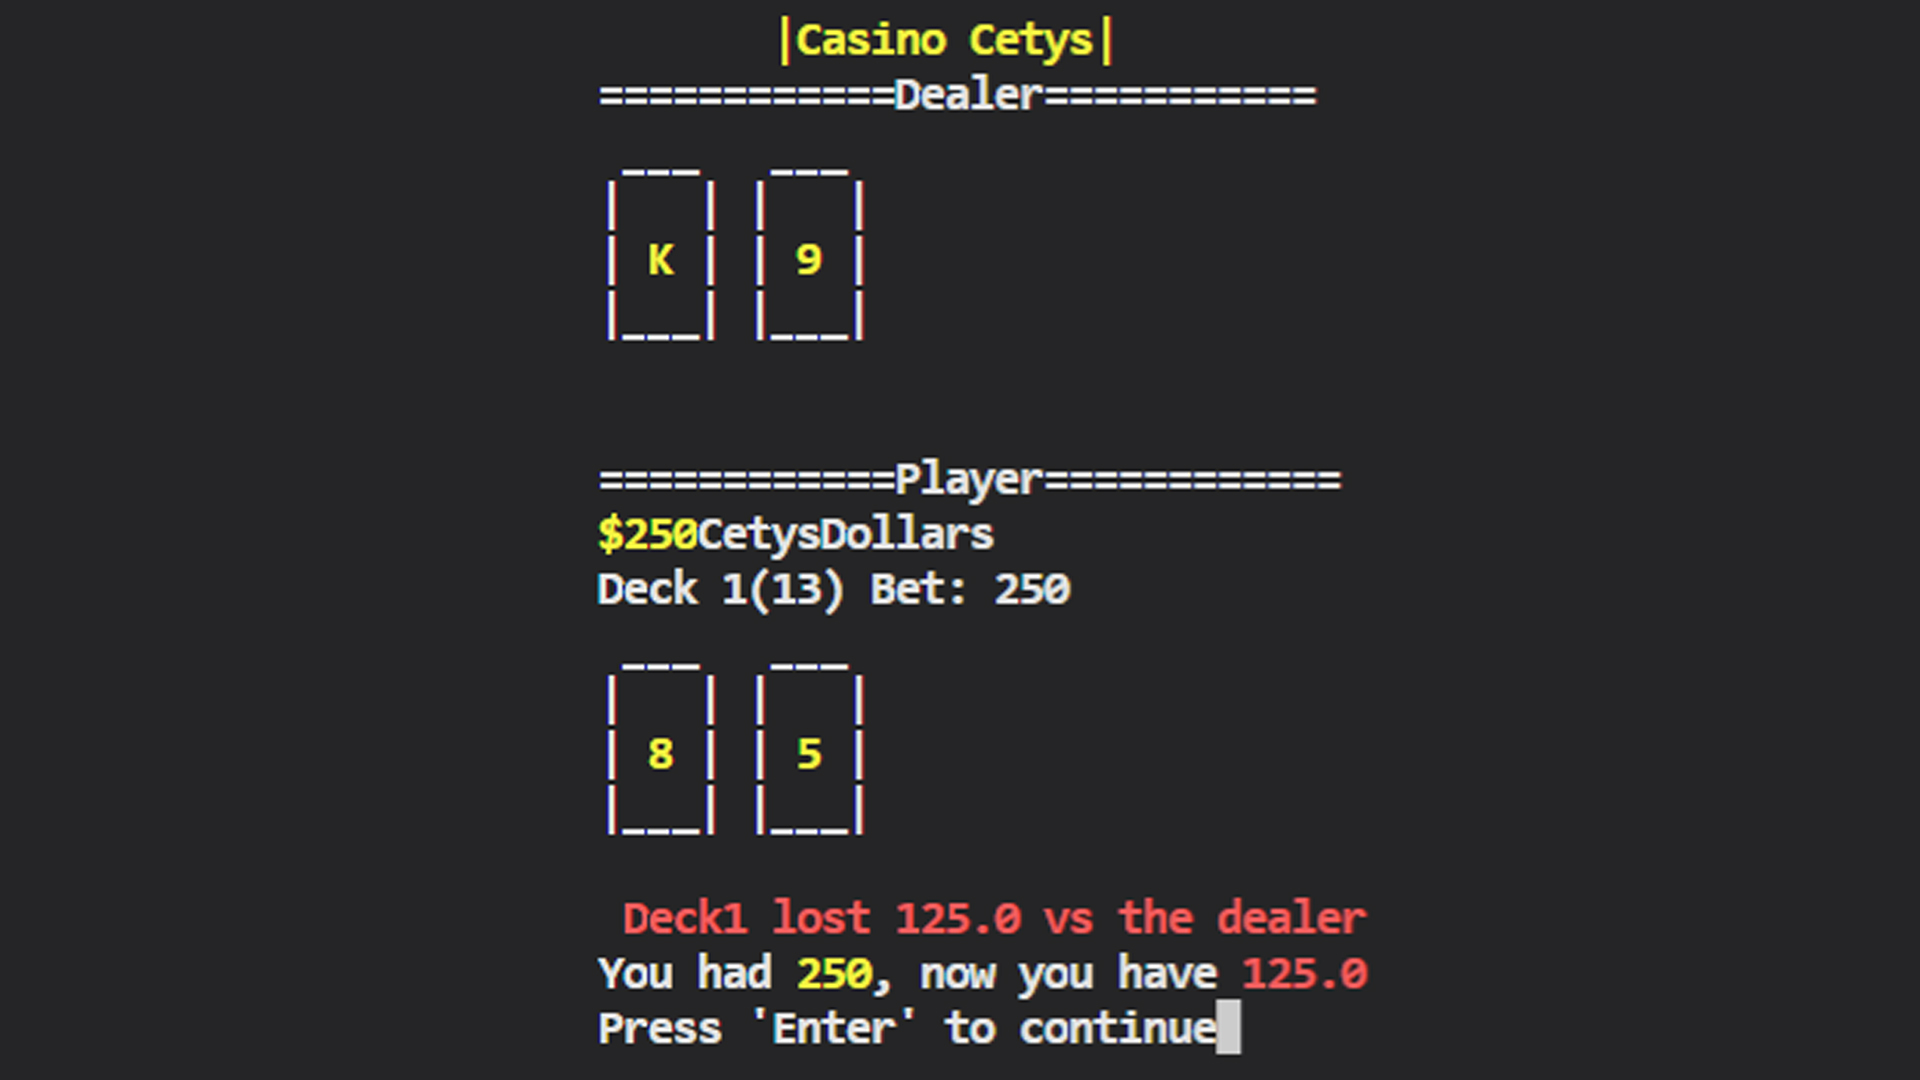 |Casino Cetys|
============Dealer===========
K 9
============Player============
$250CetysDollars
Deck 1(13) Bet: 250
8 5
Deck1 lost 125.0 vs the dealer
You had 250, now you have 125.0
Press 'Enter' to continue